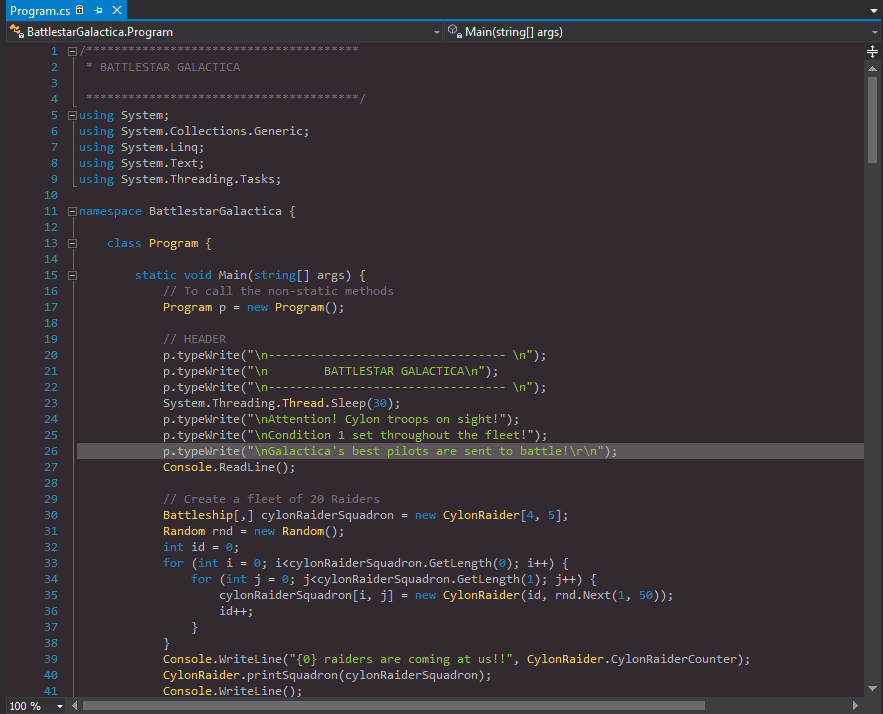 Program.cs
BattlestarGalactica.Program Main(string[] args)
1 /***************************************
2 * BATTLESTAR GALACTICA
3
4 ***************************************/
5 using System;
6 using System.Collections.Generic;
7 using System.Linq;
8 using System.Text;
9 using System.Threading.Tasks;
10
11 namespace BattlestarGalactica {
12
13 class Program {
14
15 static void Main(string[] args) {
16 // To call the non-static methods
17 Program p = new Program();
18
19 // HEADER
20 p.typeWrite("\n---------------------------------- \n");
21 p.typeWrite("\n        BATTLESTAR GALACTICA\n");
22 p.typeWrite("\n---------------------------------- \n");
23 System.Threading.Thread.Sleep(30);
24 p.typeWrite("\nAttention! Cylon troops on sight!");
25 p.typeWrite("\nCondition 1 set throughout the fleet!");
26 p.typeWrite("\nGalactica's best pilots are sent to battle!\r\n");
27 Console.ReadLine();
28
29 // Create a fleet of 20 Raiders
30 Battleship[,] cylonRaiderSquadron = new CylonRaider[4, 5];
31 Random rnd = new Random();
32 int id = 0;
33 for (int i = 0; i<cylonRaiderSquadron.GetLength(0); i++) {
34 for (int j = 0; j<cylonRaiderSquadron.GetLength(1); j++) {
35 cylonRaiderSquadron[i, j] = new CylonRaider(id, rnd.Next(1, 50));
36 id++;
37 }
38 }
39 Console.WriteLine("{0} raiders are coming at us!!", CylonRaider.CylonRaiderCounter);
40 CylonRaider.printSquadron(cylonRaiderSquadron);
41 Console.WriteLine();
100 %